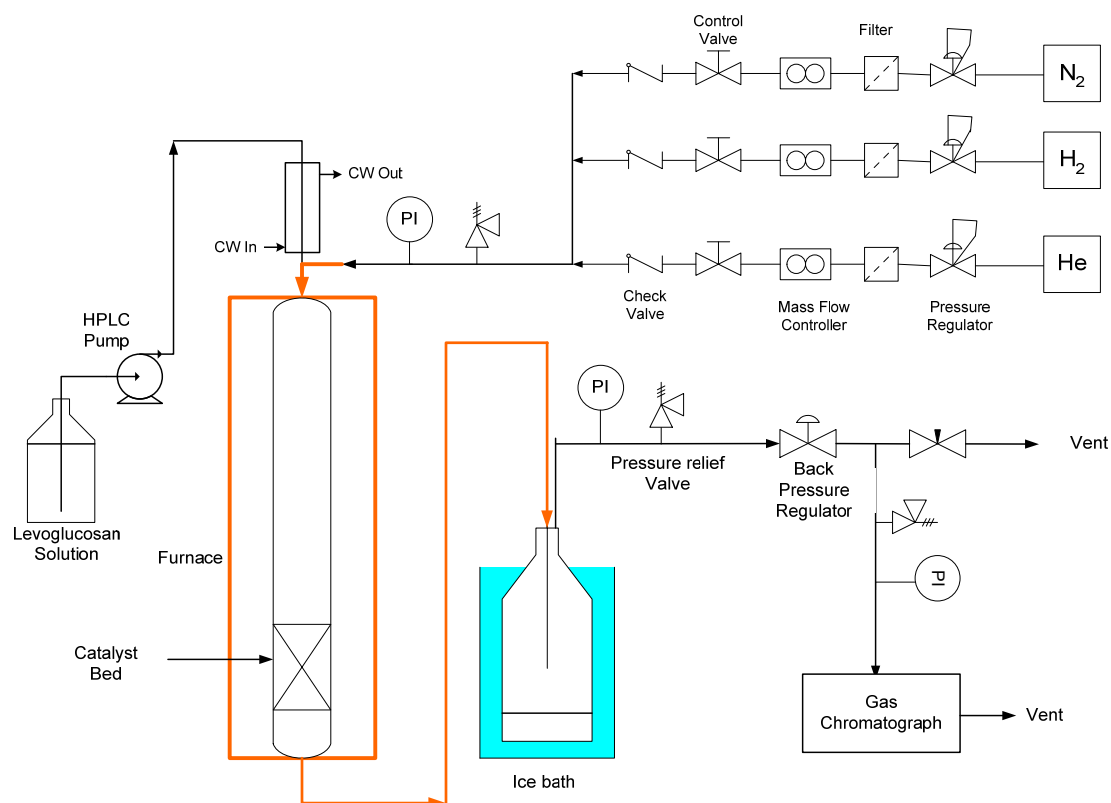 Control
Valve
Filter
N2
H2
He
CW Out
CW In
PI
Check
Valve
Mass Flow
Controller
Pressure
Regulator
HPLC
Pump
Levoglucosan
Solution
Furnace
Catalyst
Bed
PI
Pressure relief
Valve
Back
Pressure
Regulator
Vent
PI
Gas
Chromatograph
Vent
Ice bath